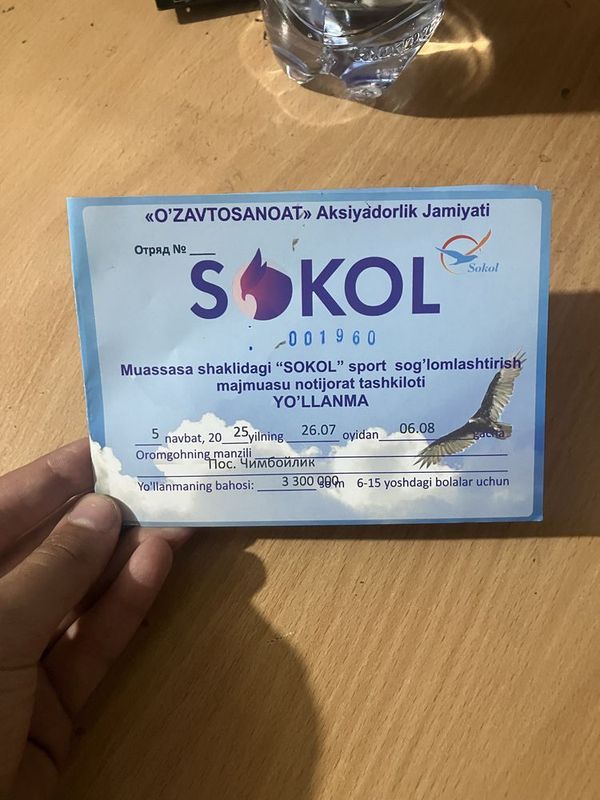 «O'ZAVTOSANOAT» Aksiyadorlik Jamiyati
Отряд № ___
SOKOL
Sokol
001960
Muassasa shaklidagi “SOKOL” sport sog'lomlashtirish
majmuasu notijorat tashkiloti
YO'LLANMA
5 navbat, 20 25 yilning 26.07 oyidan 06.08 gacha
Oromgohning manzili
Пос. Чимбойлик
Yo'llanmaning bahosi: 3 300 000 so'm 6-15 yoshdagi bolalar uchun